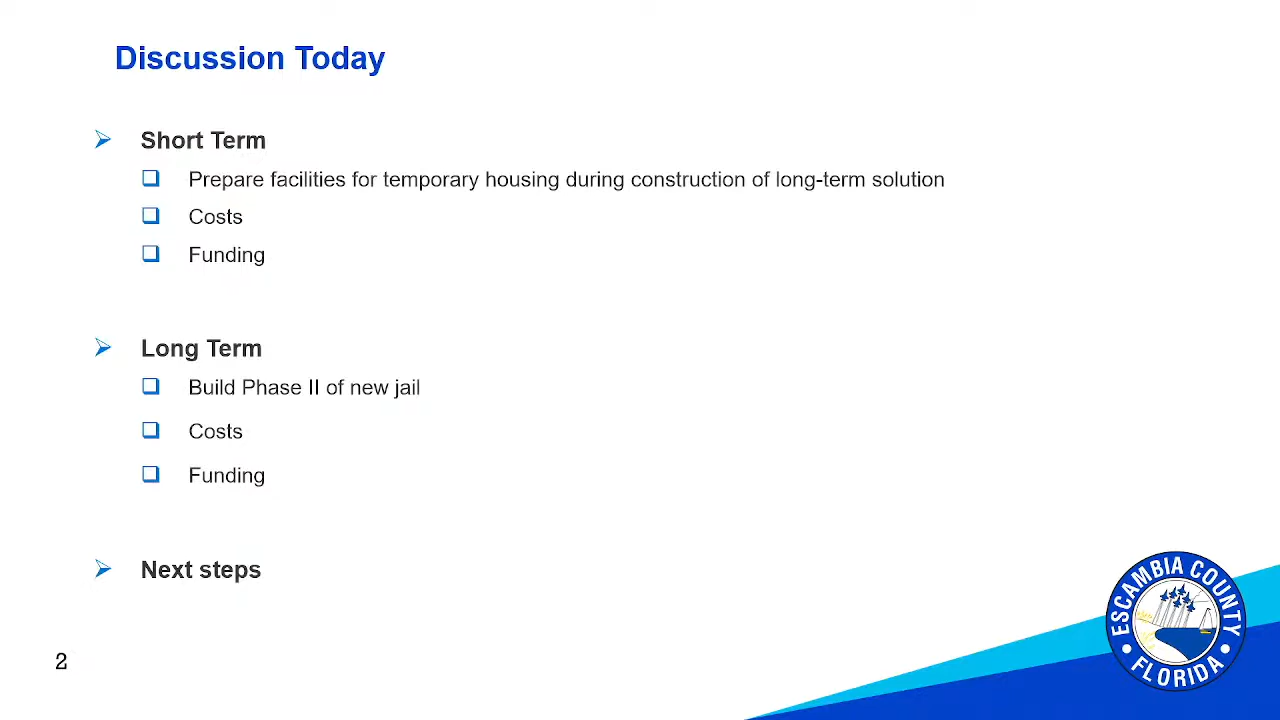 Discussion Today
Short Term
Prepare facilities for temporary housing during construction of long-term solution
Costs
Funding
Long Term
Build Phase II of new jail
Costs
Funding
Next steps
2
ESCAMBIA COUNTY
FLORIDA